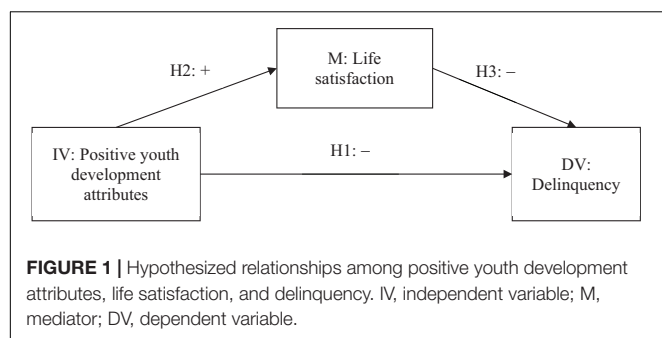 M: Life
satisfaction
H2: +
H3: –
IV: Positive youth
development
attributes
H1: –
DV:
Delinquency
FIGURE 1 | Hypothesized relationships among positive youth development
attributes, life satisfaction, and delinquency. IV, independent variable; M,
mediator; DV, dependent variable.